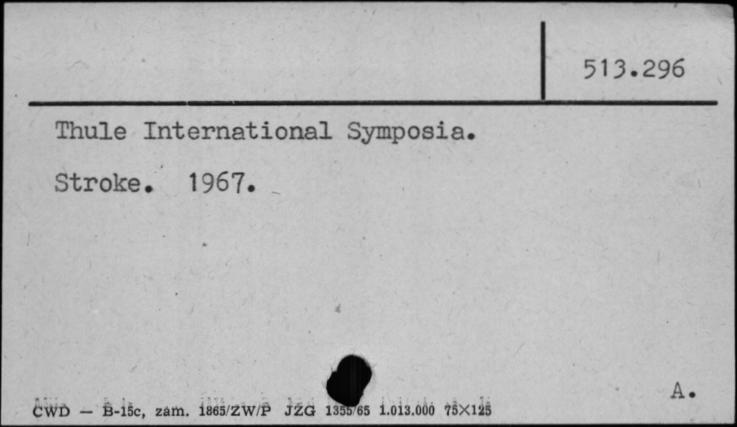 513.296
Thule International Symposia.
Stroke. 1967.
A.
CWD — B-15c, zam. 1865/ZW/P JZG 1355/65 1.013.000 75×125